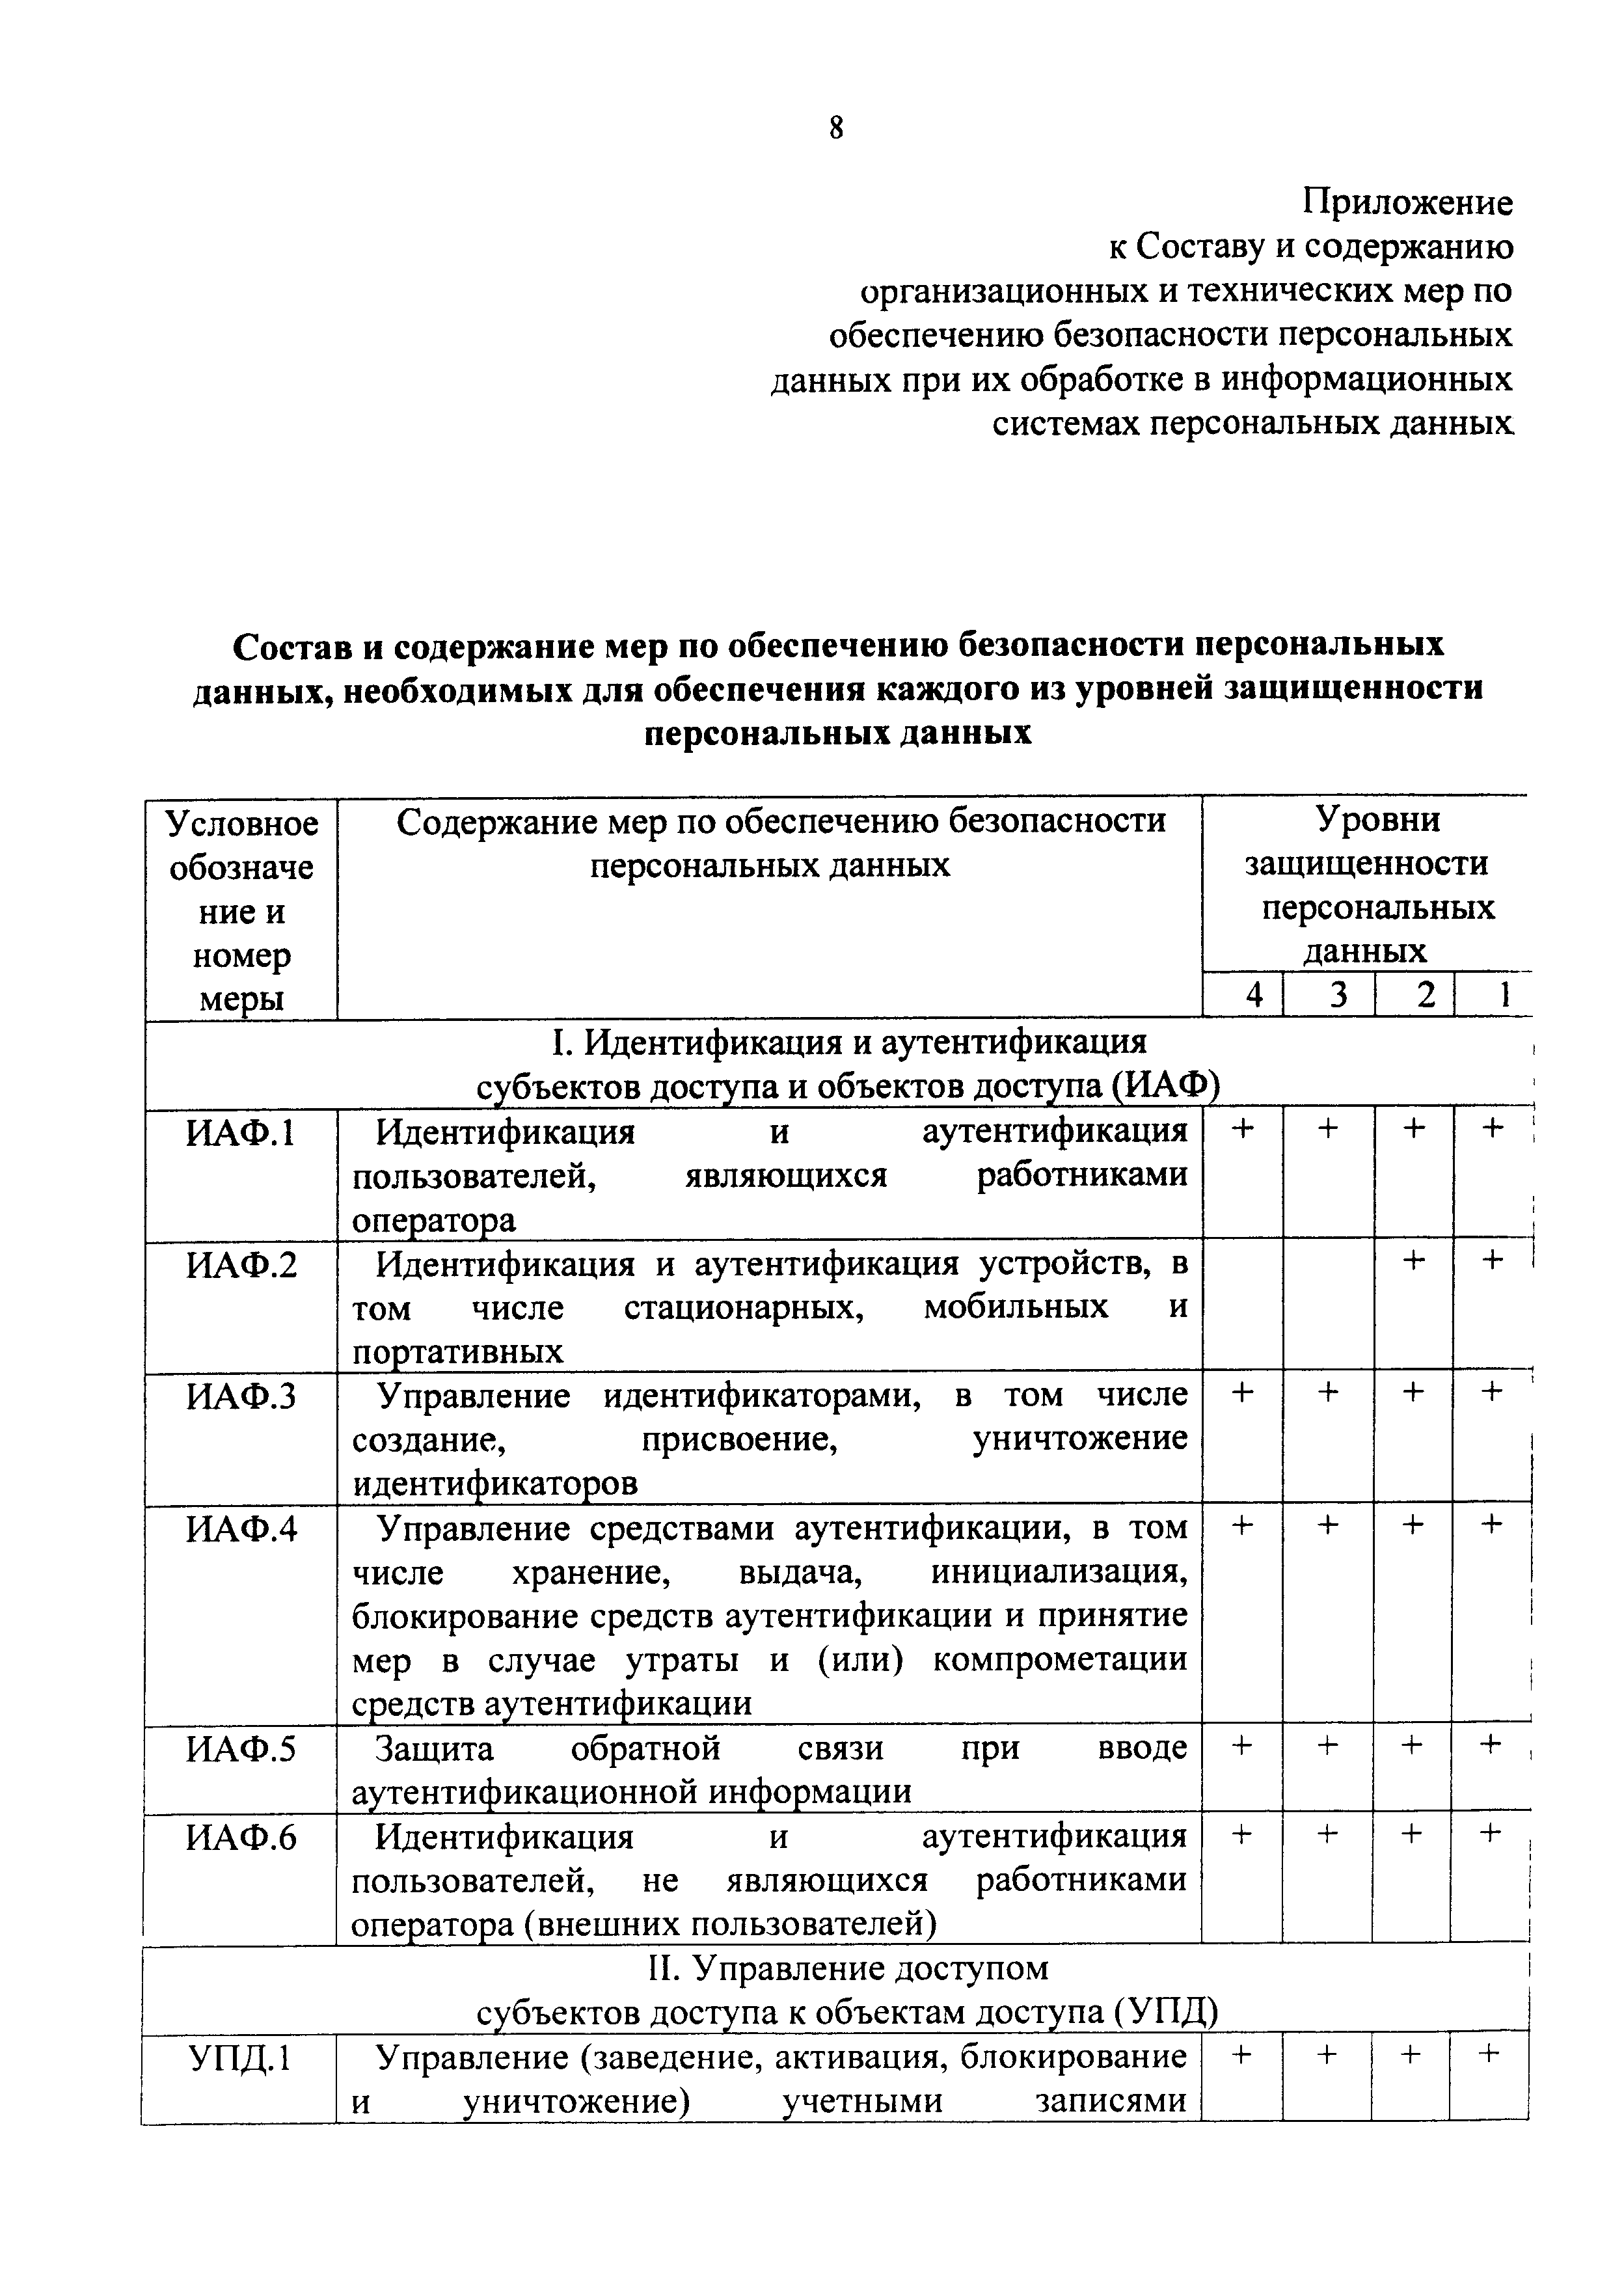 8
Приложение
к Составу и содержанию
организационных и технических мер по
обеспечению безопасности персональных
данных при их обработке в информационных
системах персональных данных
Состав и содержание мер по обеспечению безопасности персональных
данных, необходимых для обеспечения каждого из уровней защищенности
персональных данных
Условное
обозначе
ние и
номер
меры
Содержание мер по обеспечению безопасности
персональных данных
Уровни
защищенности
персональных
данных
4 3 2 1
I. Идентификация и аутентификация
субъектов доступа и объектов доступа (ИАФ)
ИАФ.1 Идентификация и аутентификация + + + +
пользователей, являющихся работниками
оператора
ИАФ.2 Идентификация и аутентификация устройств, в + +
том числе стационарных, мобильных и
портативных
ИАФ.3 Управление идентификаторами, в том числе + + + +
создание, присвоение, уничтожение
идентификаторов
ИАФ.4 Управление средствами аутентификации, в том + + + +
числе хранение, выдача, инициализация,
блокирование средств аутентификации и принятие
мер в случае утраты и (или) компрометации
средств аутентификации
ИАФ.5 Защита обратной связи при вводе + + + +
аутентификационной информации
ИАФ.6 Идентификация и аутентификация + + + +
пользователей, не являющихся работниками
оператора (внешних пользователей)
II. Управление доступом
субъектов доступа к объектам доступа (УПД)
УПД.1 Управление (заведение, активация, блокирование + + + +
и уничтожение) учетными записями